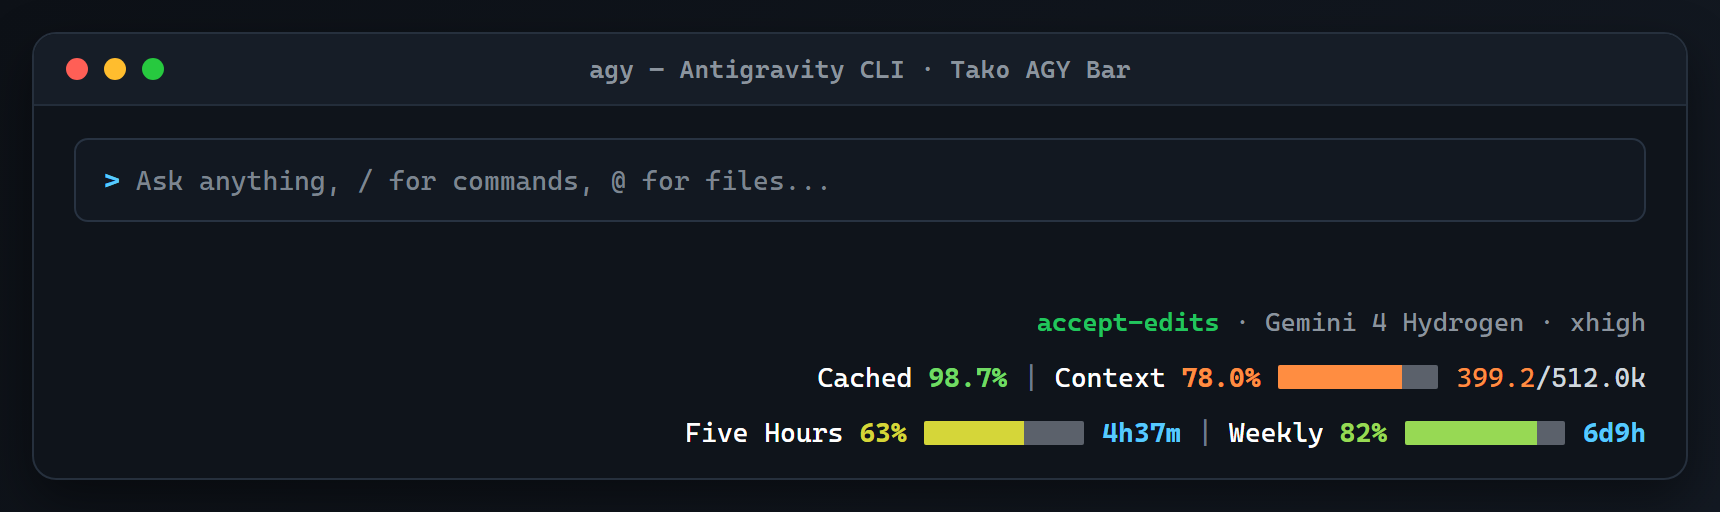 agy — Antigravity CLI · Tako AGY Bar
> Ask anything, / for commands, @ for files...
accept-edits · Gemini 4 Hydrogen · xhigh
Cached 98.7% | Context 78.0% 399.2/512.0k
Five Hours 63% 4h37m | Weekly 82% 6d9h